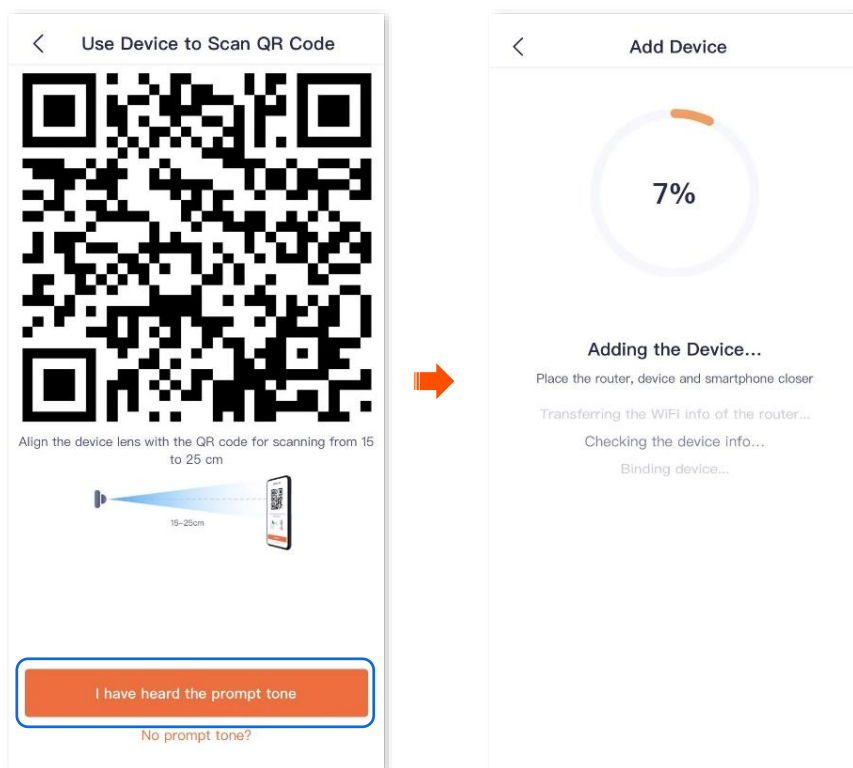 Use Device to Scan QR Code
Align the device lens with the QR code for scanning from 15
to 25 cm
15-25cm
I have heard the prompt tone
No prompt tone?
Add Device
7%
Adding the Device...
Place the router, device and smartphone closer
Transferring the WiFi info of the router...
Checking the device info...
Binding device...